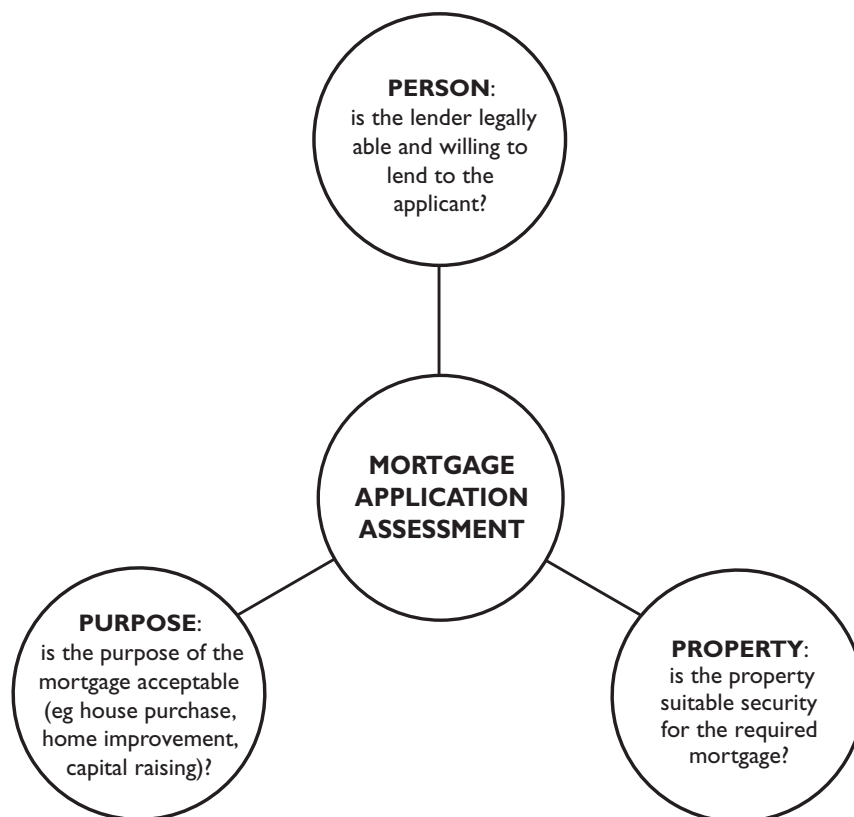 PERSON:
is the lender legally
able and willing to
lend to the
applicant?
MORTGAGE
APPLICATION
ASSESSMENT
PURPOSE:
is the purpose of the
mortgage acceptable
(eg house purchase,
home improvement,
capital raising)?
PROPERTY:
is the property
suitable security
for the required
mortgage?